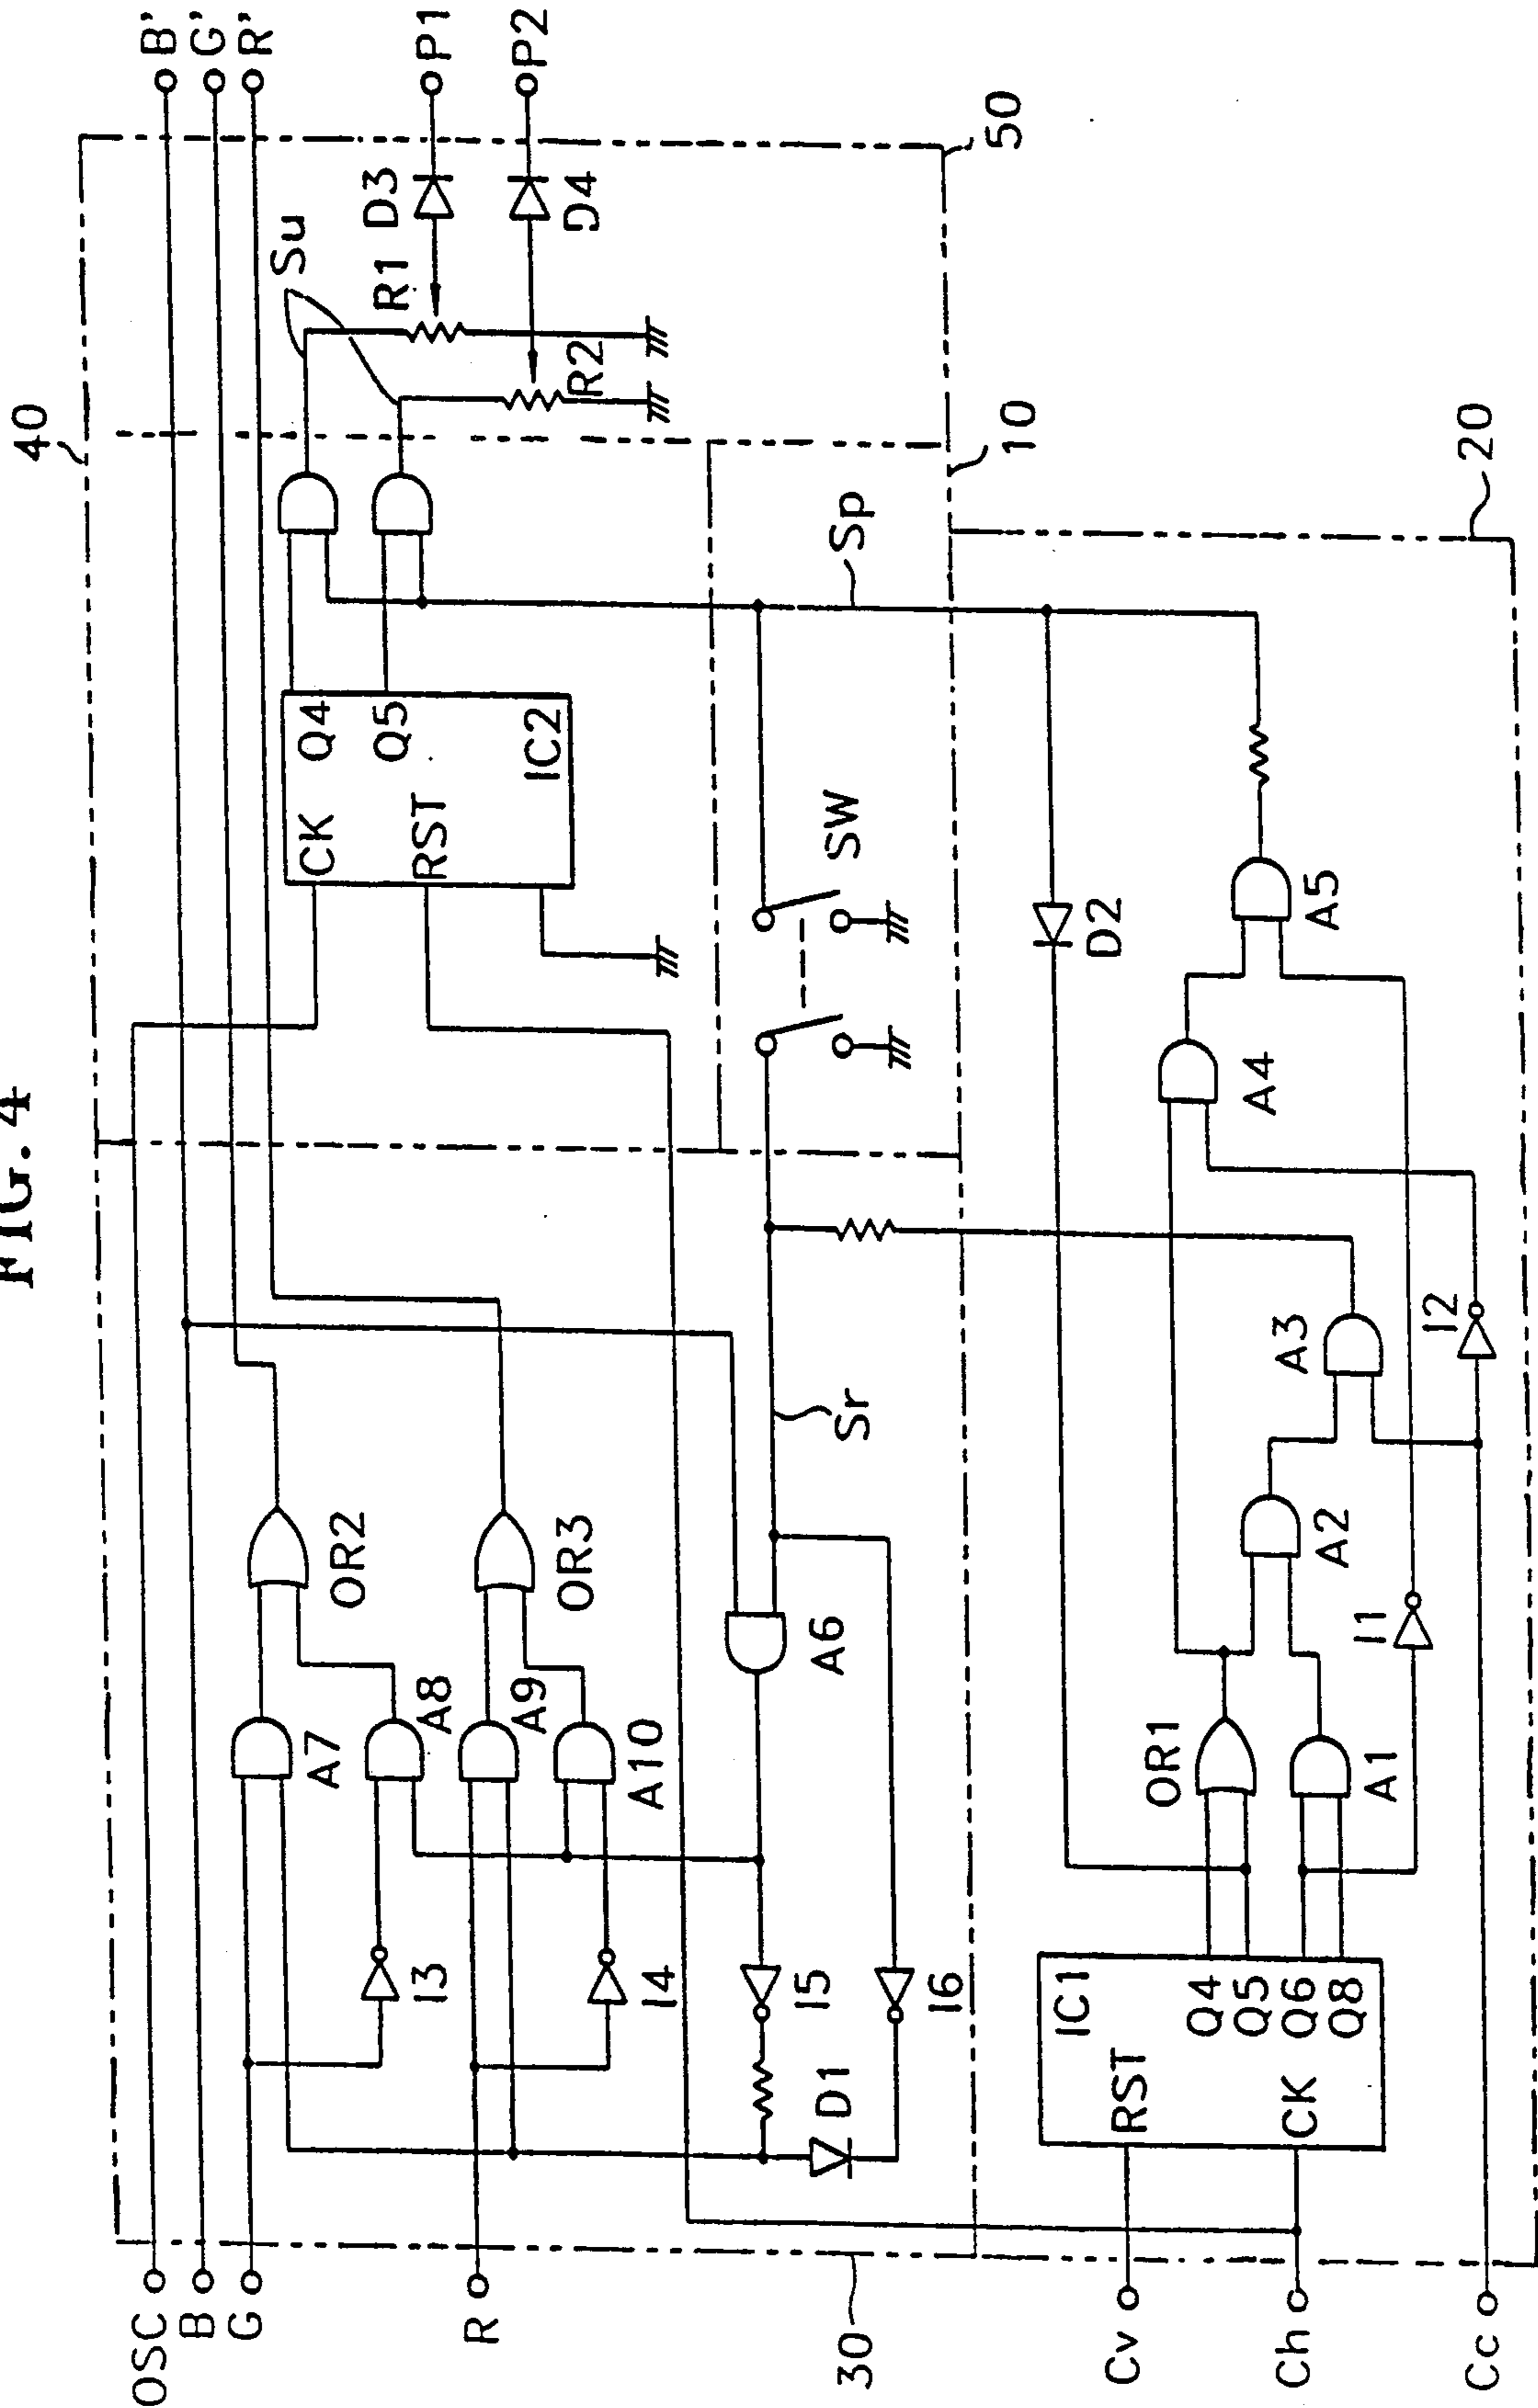 FIG. 4
40
OSC
B
G
R
B'
G'
R'
P1
P2
Su
R1
D3
R2
D4
50
CK
Q4
Q5
RST
IC2
SW
10
Sp
20
OR2
OR3
A7
A8
A9
A10
A6
I3
I4
I5
I6
D1
Sr
30
D2
A5
A4
A3
I2
A2
I1
OR1
A1
IC1
RST
CK
Q4
Q5
Q6
Q8
Cv
Ch
Cc